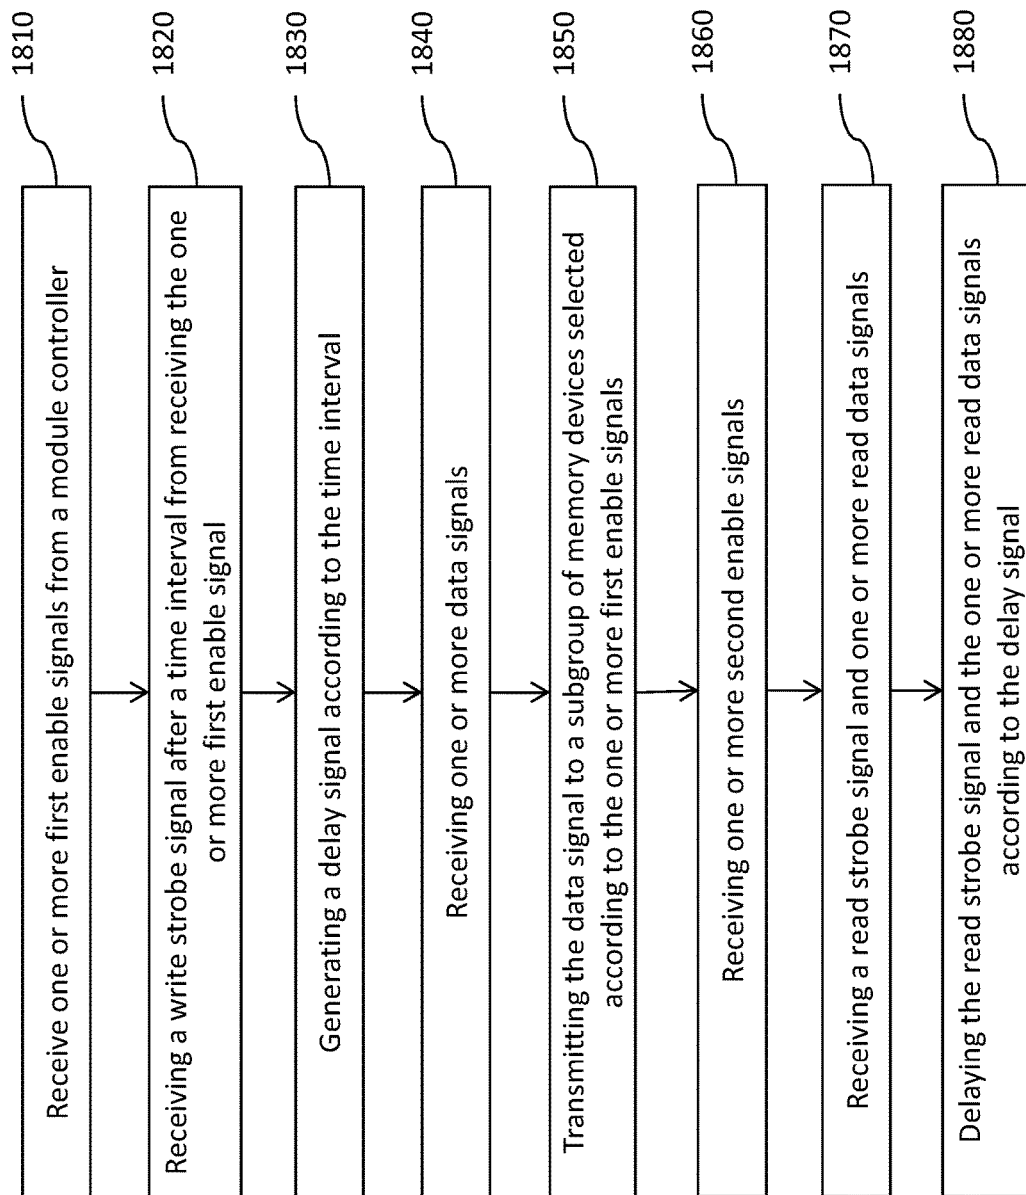 Receive one or more first enable signals from a module controller
1810
Receiving a write strobe signal after a time interval from receiving the one
or more first enable signal
1820
Generating a delay signal according to the time interval
1830
Receiving one or more data signals
1840
Transmitting the data signal to a subgroup of memory devices selected
according to the one or more first enable signals
1850
Receiving one or more second enable signals
1860
Receiving a read strobe signal and one or more read data signals
1870
Delaying the read strobe signal and the one or more read data signals
according to the delay signal
1880